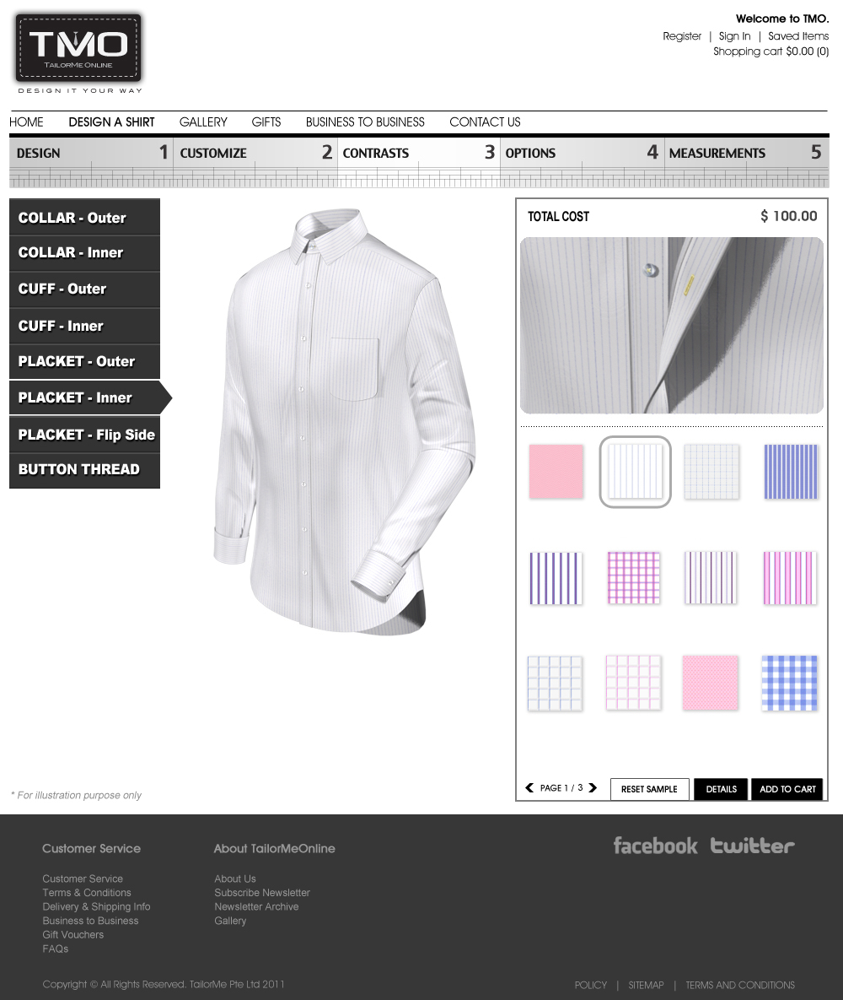 TMO
TAILORME ONLINE
DESIGN IT YOUR WAY
Welcome to TMO.
Register | Sign In | Saved Items
Shopping cart $0.00 (0)
HOME DESIGN A SHIRT GALLERY GIFTS BUSINESS TO BUSINESS CONTACT US
DESIGN 1 CUSTOMIZE 2 CONTRASTS 3 OPTIONS 4 MEASUREMENTS 5
COLLAR - Outer
COLLAR - Inner
CUFF - Outer
CUFF - Inner
PLACKET - Outer
PLACKET - Inner
PLACKET - Flip Side
BUTTON THREAD
TOTAL COST $ 100.00
PAGE 1 / 3 RESET SAMPLE DETAILS ADD TO CART
* For illustration purpose only
Customer Service
Customer Service
Terms & Conditions
Delivery & Shipping Info
Business to Business
Gift Vouchers
FAQs
About TailorMeOnline
About Us
Subscribe Newsletter
Newsletter Archive
Gallery
facebook twitter
Copyright © All Rights Reserved. TailorMe Pte Ltd 2011
POLICY | SITEMAP | TERMS AND CONDITIONS